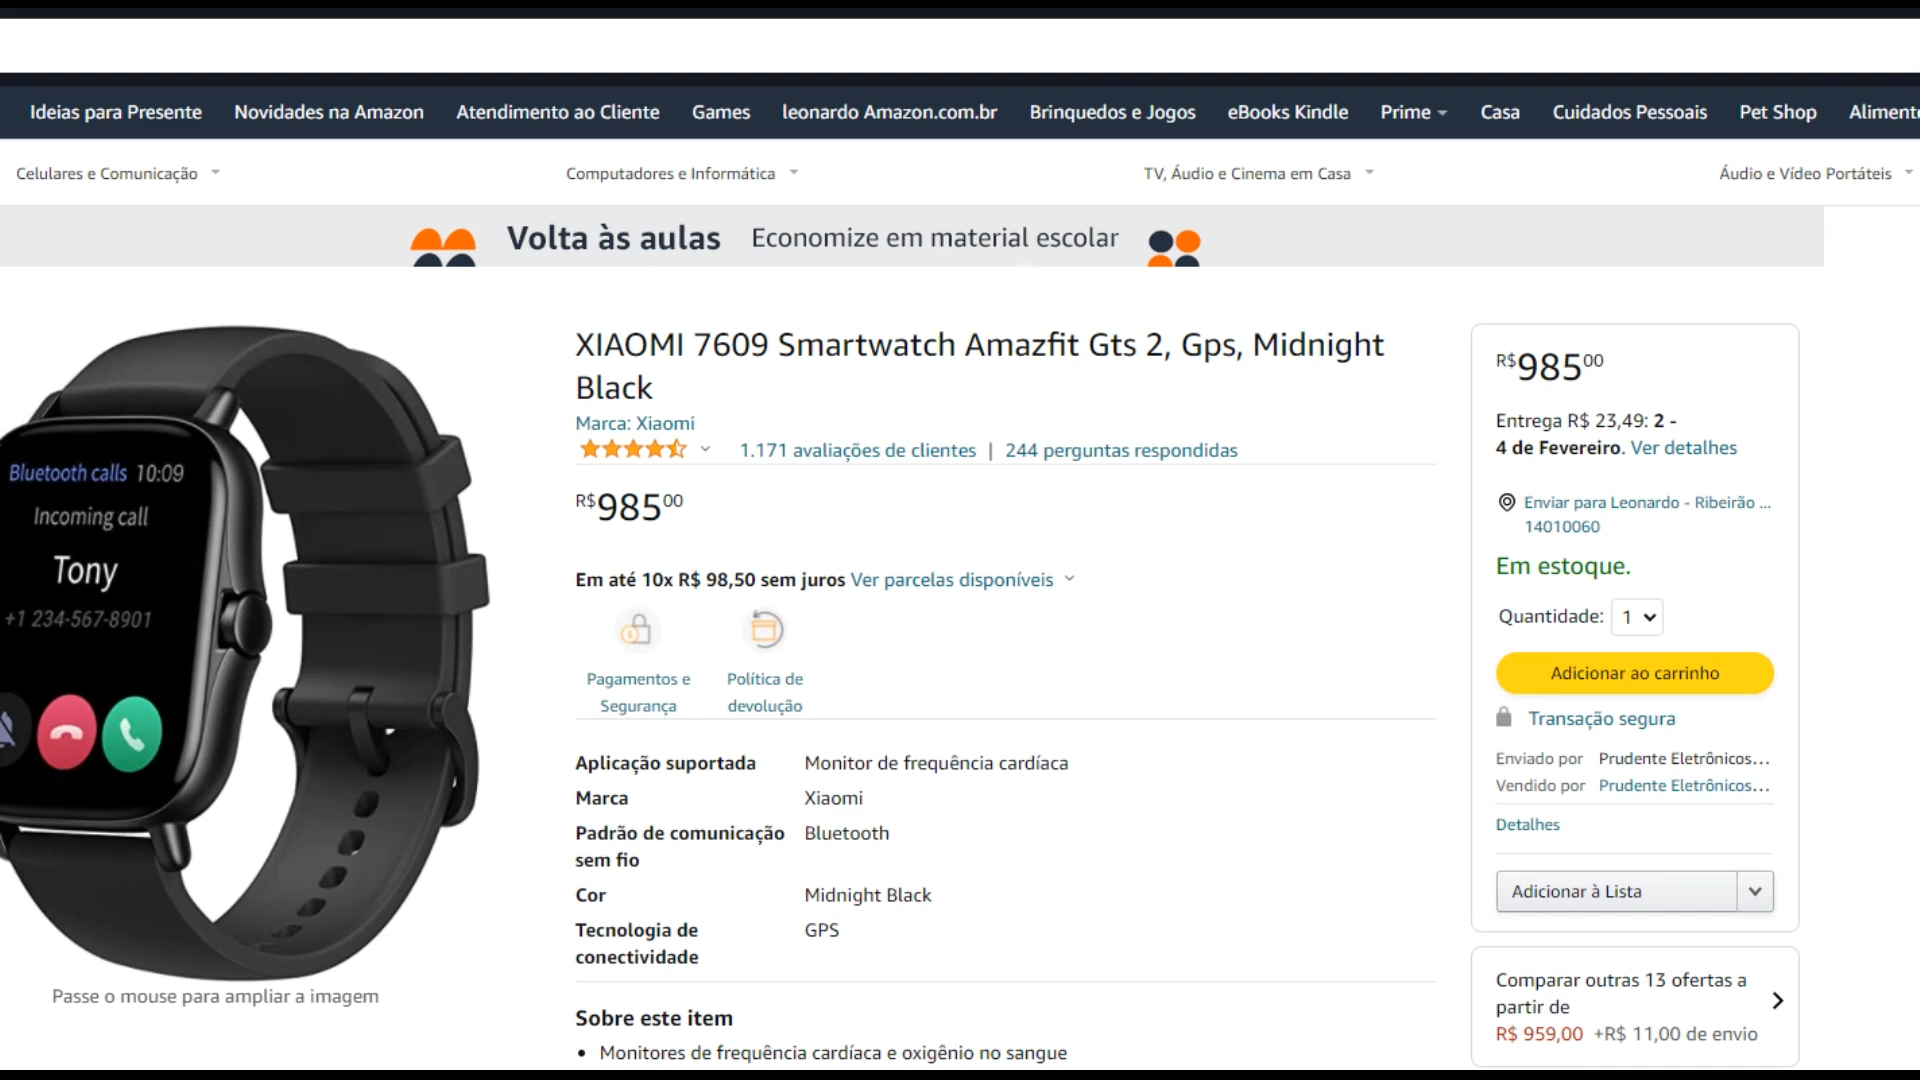 Ideias para Presente Novidades na Amazon Atendimento ao Cliente Games leonardo Amazon.com.br Brinquedos e Jogos eBooks Kindle Prime Casa Cuidados Pessoais Pet Shop
Celulares e Comunicação Computadores e Informática TV, Áudio e Cinema em Casa Áudio e Vídeo Portáteis
Volta às aulas Economize em material escolar
Bluetooth calls 10:09
Incoming call
Tony
+1 234-567-8901
Passe o mouse para ampliar a imagem
XIAOMI 7609 Smartwatch Amazfit Gts 2, Gps, Midnight
Black
Marca: Xiaomi
1.171 avaliações de clientes | 244 perguntas respondidas
R$98500
Em até 10x R$ 98,50 sem juros Ver parcelas disponíveis
Pagamentos e
Segurança
Política de
devolução
Aplicação suportada Monitor de frequência cardíaca
Marca Xiaomi
Padrão de comunicação Bluetooth
sem fio
Cor Midnight Black
Tecnologia de GPS
conectividade
Sobre este item
• Monitores de frequência cardíaca e oxigênio no sangue
R$98500
Entrega R$ 23,49: 2 -
4 de Fevereiro. Ver detalhes
Enviar para Leonardo - Ribeirão ...
14010060
Em estoque.
Quantidade: 1
Adicionar ao carrinho
Transação segura
Enviado por Prudente Eletrônicos...
Vendido por Prudente Eletrônicos...
Detalhes
Adicionar à Lista
Comparar outras 13 ofertas a
partir de
R$ 959,00 +R$ 11,00 de envio